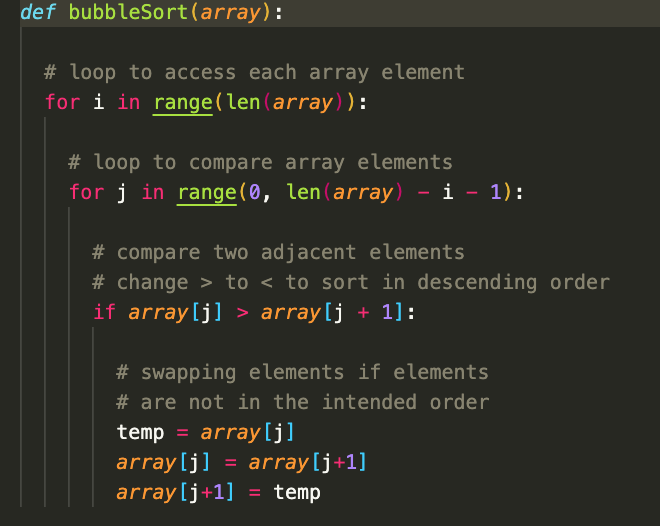 def bubbleSort(array):
# loop to access each array element
for i in range(len(array)):
# loop to compare array elements
for j in range(0, len(array) - i - 1):
# compare two adjacent elements
# change > to < to sort in descending order
if array[j] > array[j + 1]:
# swapping elements if elements
# are not in the intended order
temp = array[j]
array[j] = array[j+1]
array[j+1] = temp